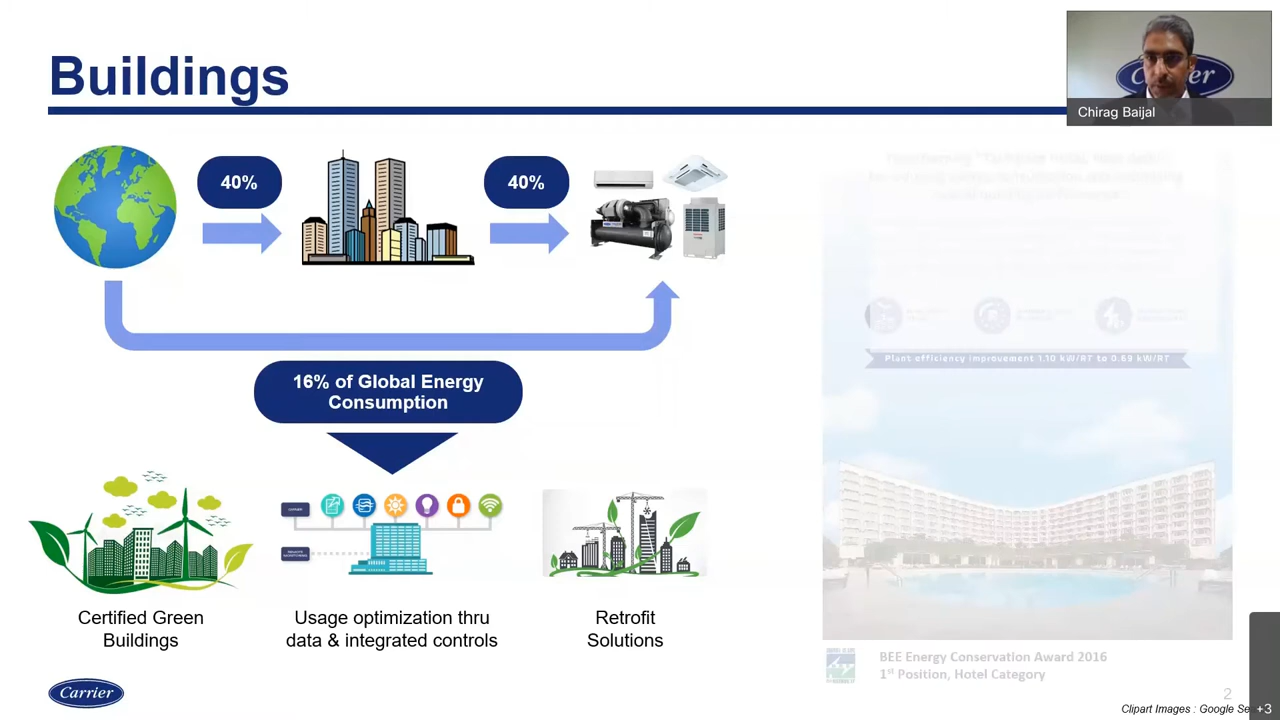 Buildings
Carrier
Chirag Baijal
40%
40%
16% of Global Energy
Consumption
Plant efficiency improvement 1.10 kW/RT to 0.69 kW/RT
Certified Green
Buildings
Usage optimization thru
data & integrated controls
Retrofit
Solutions
BEE Energy Conservation Award 2016
1st Position, Hotel Category
Carrier
2
Clipart Images : Google Se
+3